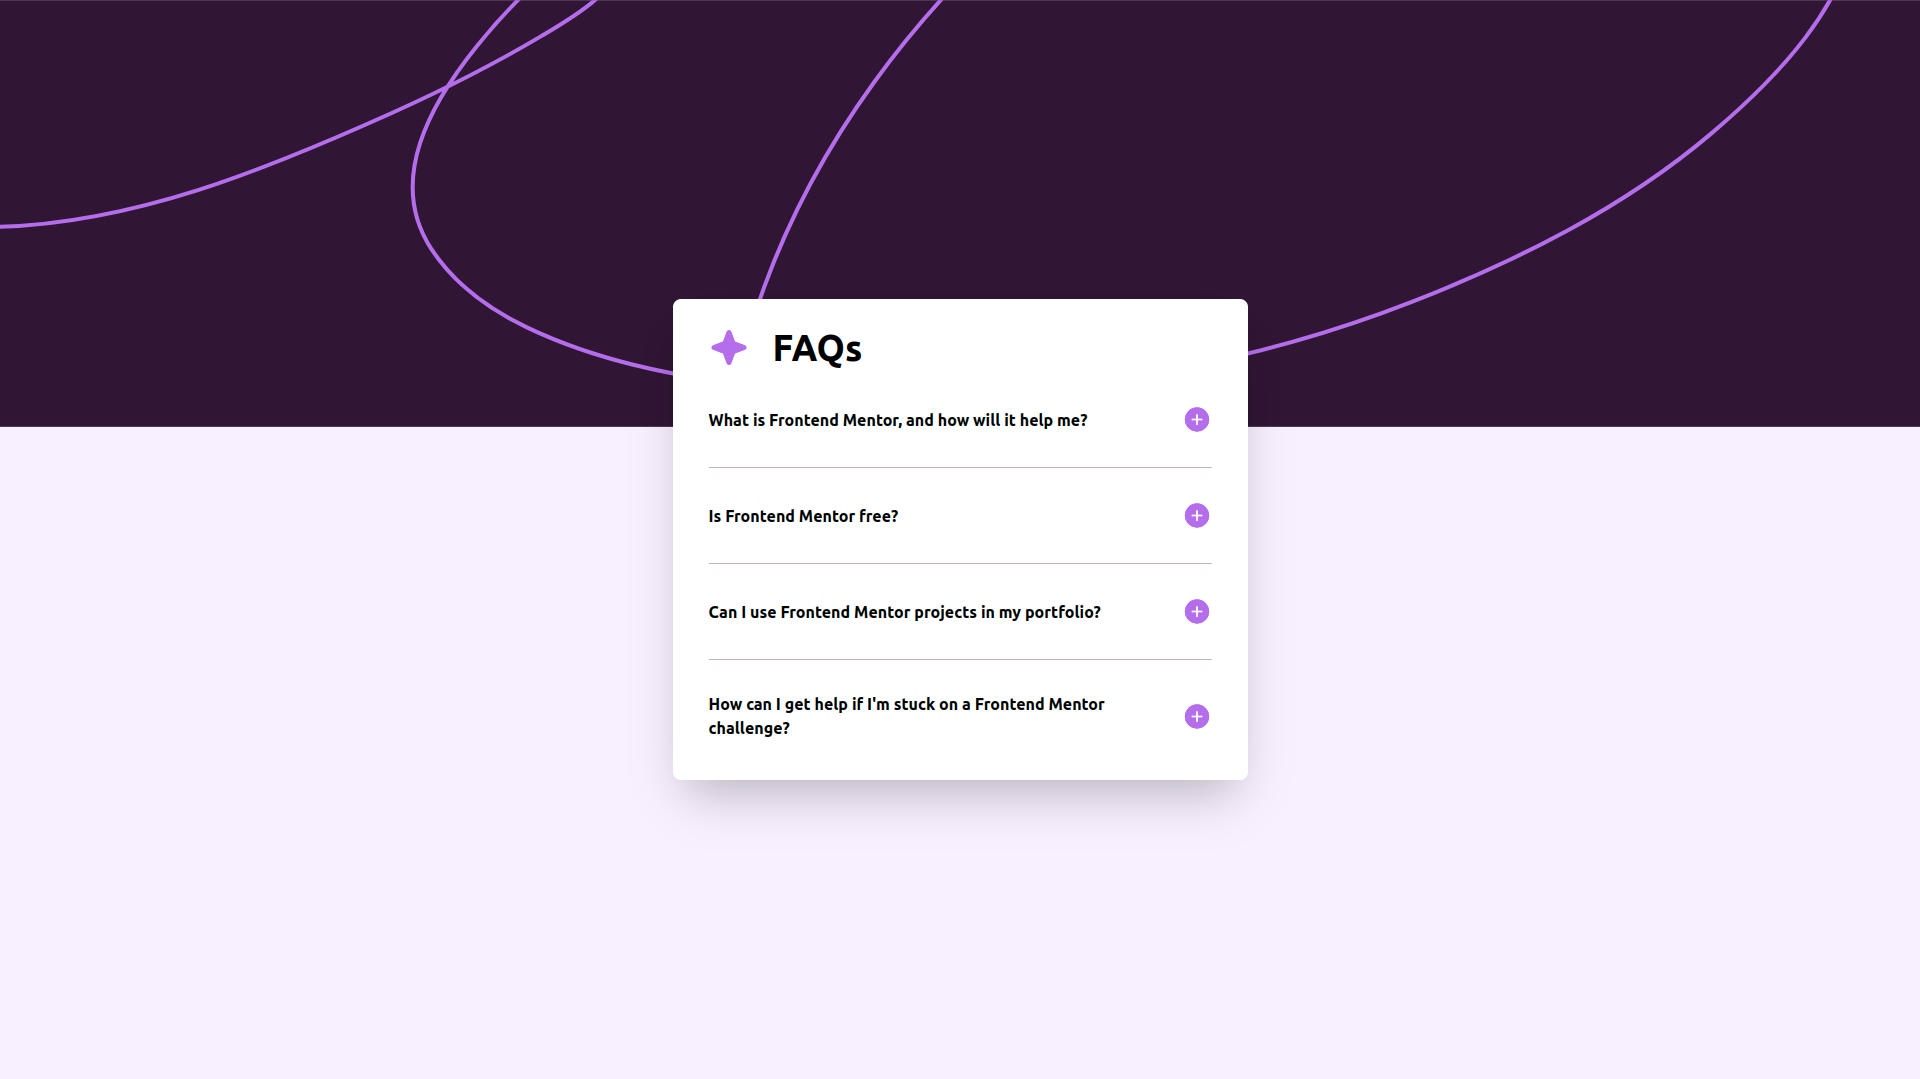 FAQs
What is Frontend Mentor, and how will it help me?
Is Frontend Mentor free?
Can I use Frontend Mentor projects in my portfolio?
How can I get help if I'm stuck on a Frontend Mentor
challenge?